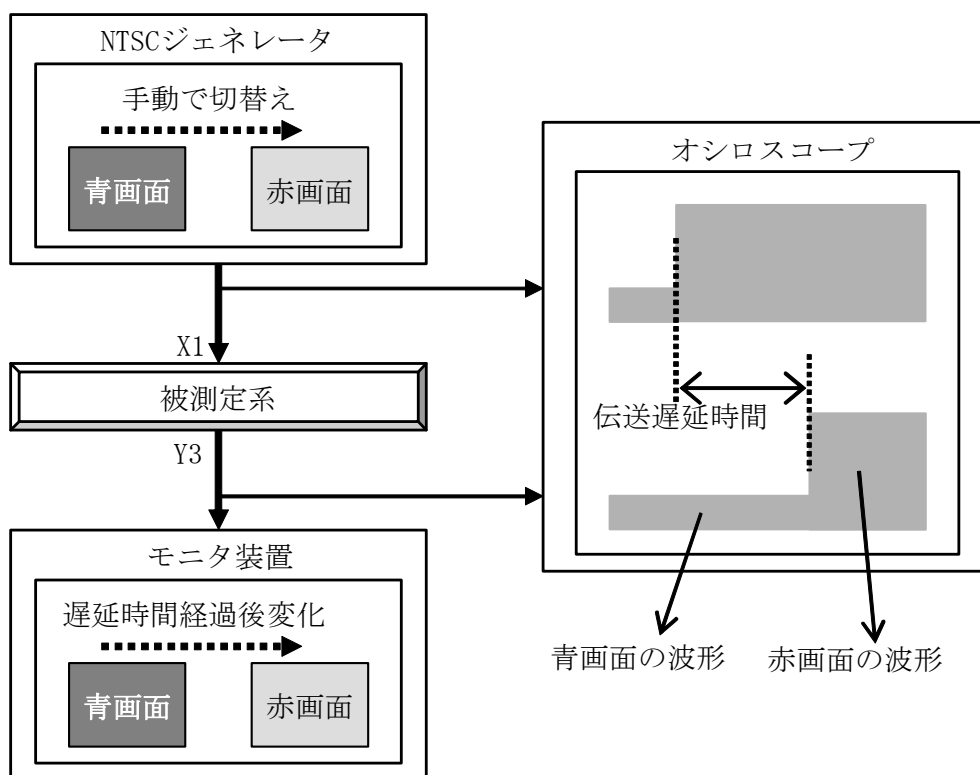 NTSCジェネレータ
手動で切替え
青画面
赤画面
X1
被測定系
Y3
モニタ装置
遅延時間経過後変化
青画面
赤画面
オシロスコープ
伝送遅延時間
青画面の波形
赤画面の波形